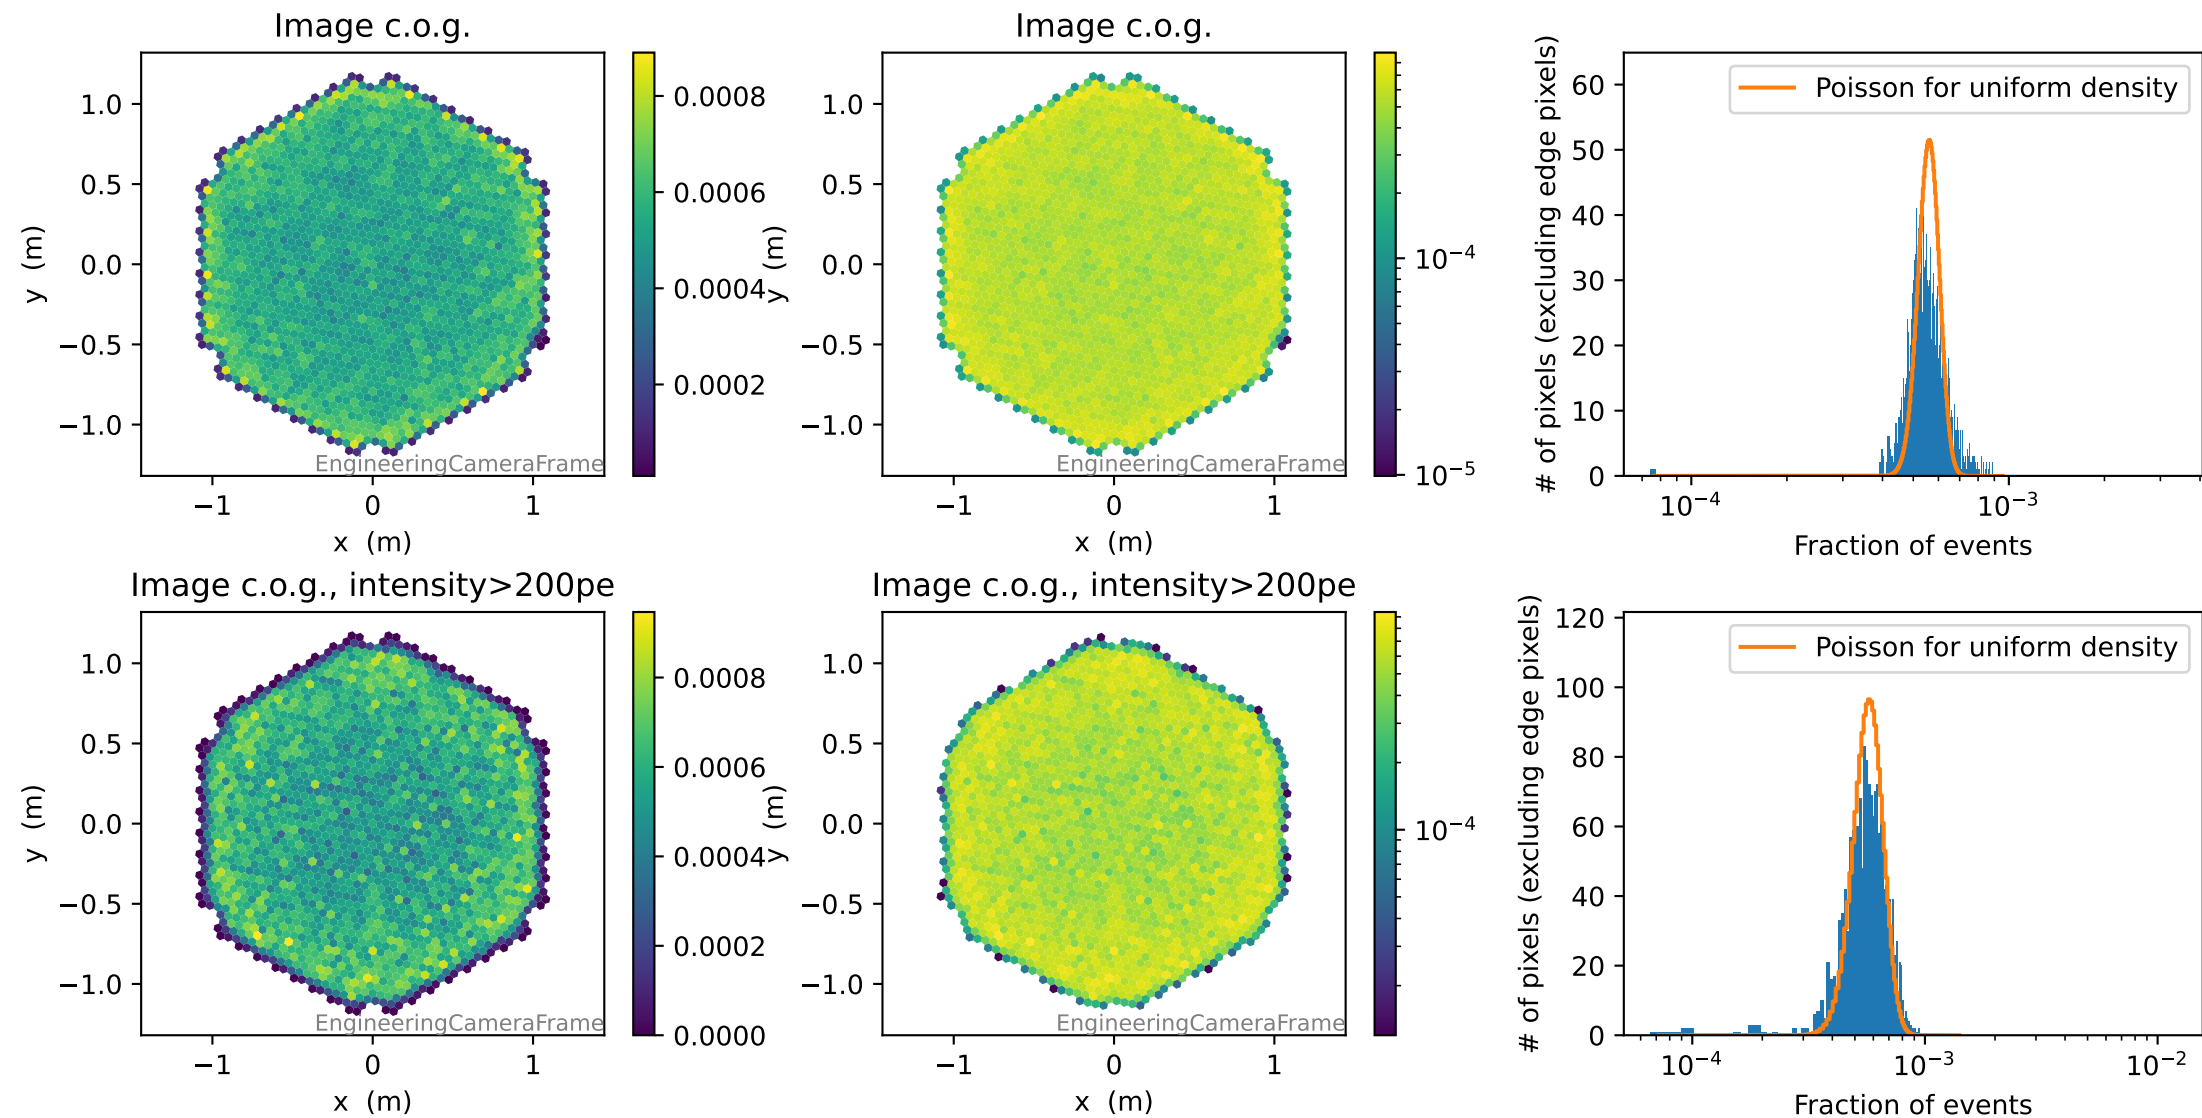 Image c.o.g.
y (m)
1.0
0.5
0.0
−0.5
−1.0
EngineeringCameraFrame
−1 0 1
x (m)
0.0008
0.0006
0.0004
0.0002
Image c.o.g.
y (m)
1.0
0.5
0.0
−0.5
−1.0
EngineeringCameraFrame
−1 0 1
x (m)
10⁻⁴
10⁻⁵
# of pixels (excluding edge pixels)
60
50
40
30
20
10
0
Poisson for uniform density
10⁻⁴ 10⁻³
Fraction of events
Image c.o.g., intensity>200pe
y (m)
1.0
0.5
0.0
−0.5
−1.0
EngineeringCameraFrame
−1 0 1
x (m)
0.0008
0.0006
0.0004
0.0002
0.0000
Image c.o.g., intensity>200pe
y (m)
1.0
0.5
0.0
−0.5
−1.0
EngineeringCameraFrame
−1 0 1
x (m)
10⁻⁴
# of pixels (excluding edge pixels)
120
100
80
60
40
20
0
Poisson for uniform density
10⁻⁴ 10⁻³ 10⁻²
Fraction of events